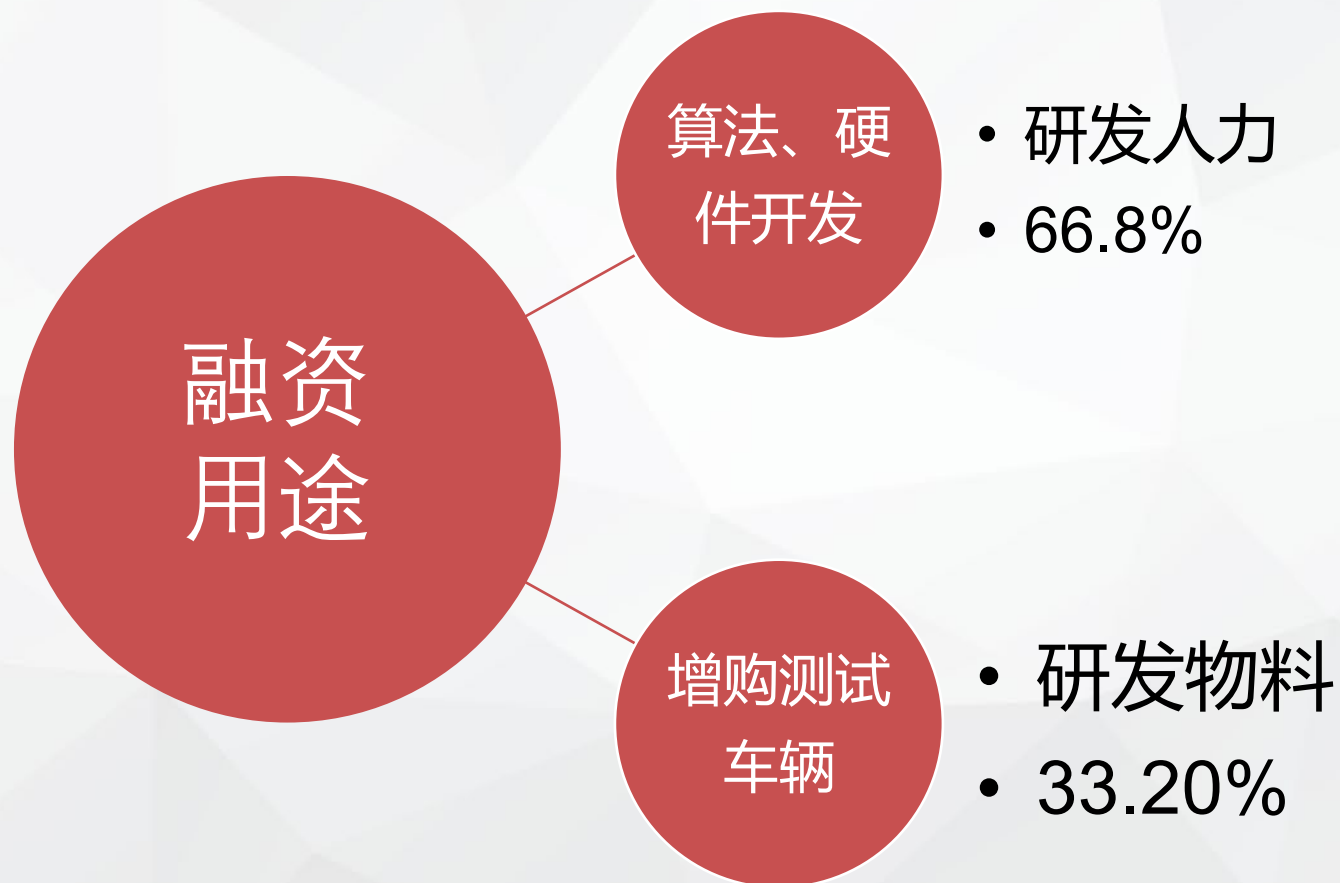 融资
用途
算法、硬
件开发
• 研发人力
• 66.8%
增购测试
车辆
• 研发物料
• 33.20%